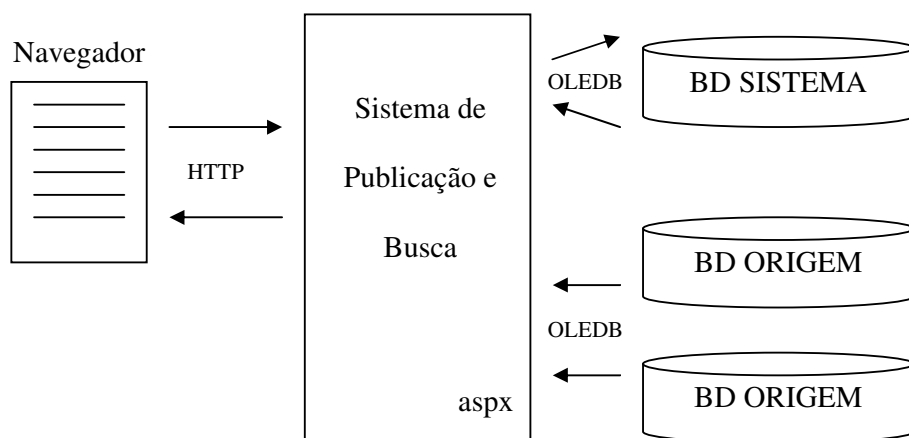 Navegador
HTTP
Sistema de
Publicação e
Busca
aspx
OLEDB
BD SISTEMA
BD ORIGEM
OLEDB
BD ORIGEM